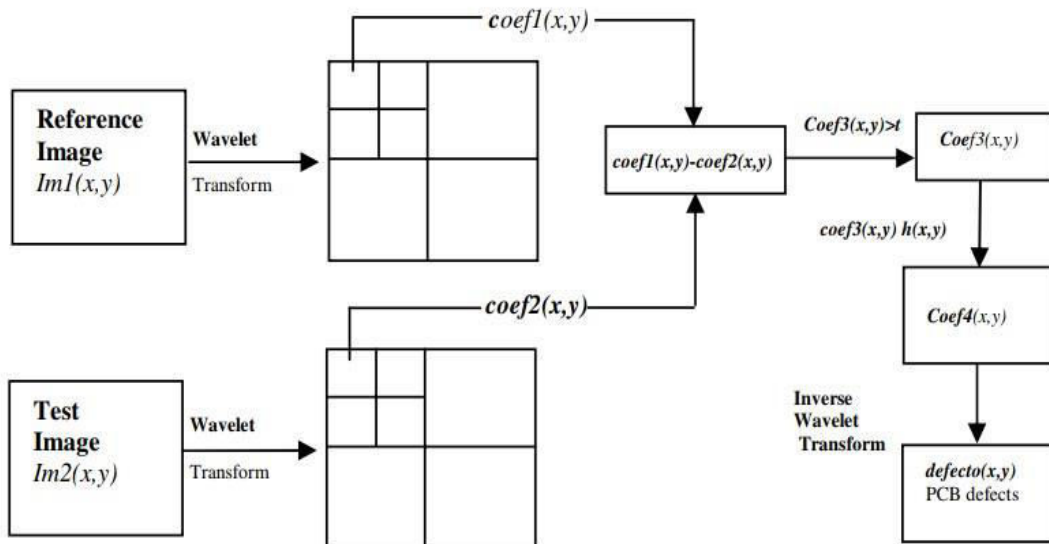 coef1(x,y)
Reference
Image
Im1(x,y)
Wavelet
Transform
coef1(x,y)-coef2(x,y)
Coef3(x,y)>t
Coef3(x,y)
coef3(x,y) h(x,y)
coef2(x,y)
Coef4(x,y)
Test
Image
Im2(x,y)
Wavelet
Transform
Inverse
Wavelet
Transform
defecto(x,y)
PCB defects